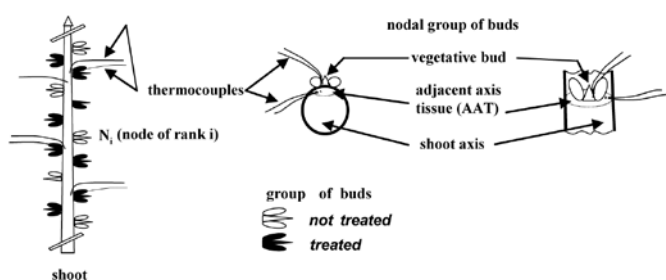 nodal group of buds
vegetative bud
thermocouples
adjacent axis
tissue (AAT)
N_i (node of rank i)
shoot axis
group of buds
not treated
treated
shoot